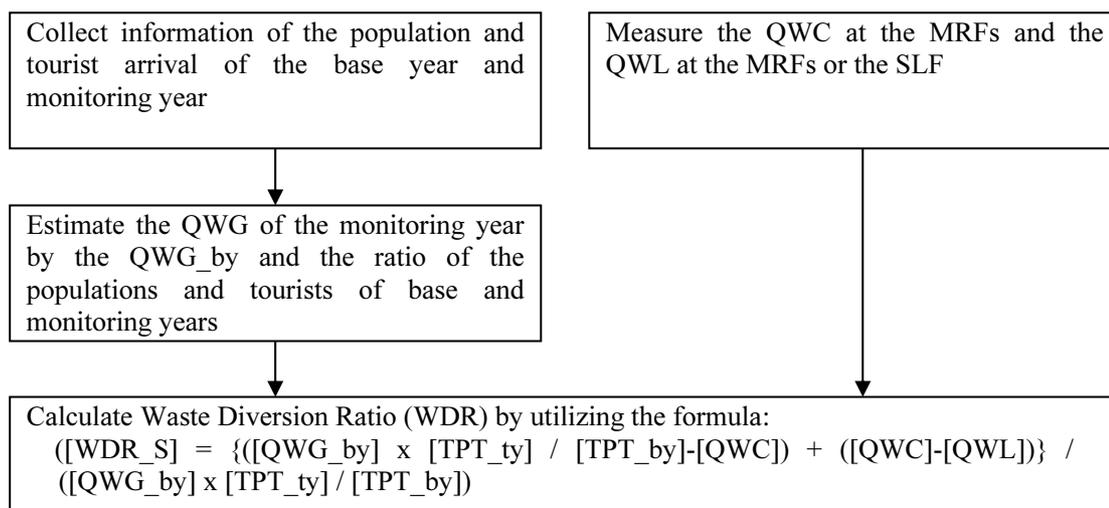 Collect information of the population and
tourist arrival of the base year and
monitoring year
Measure the QWC at the MRFs and the
QWL at the MRFs or the SLF
Estimate the QWG of the monitoring year
by the QWG_by and the ratio of the
populations and tourists of base and
monitoring years
Calculate Waste Diversion Ratio (WDR) by utilizing the formula:
([WDR_S] = {([QWG_by] x [TPT_ty] / [TPT_by]-[QWC]) + ([QWC]-[QWL])} /
([QWG_by] x [TPT_ty] / [TPT_by])